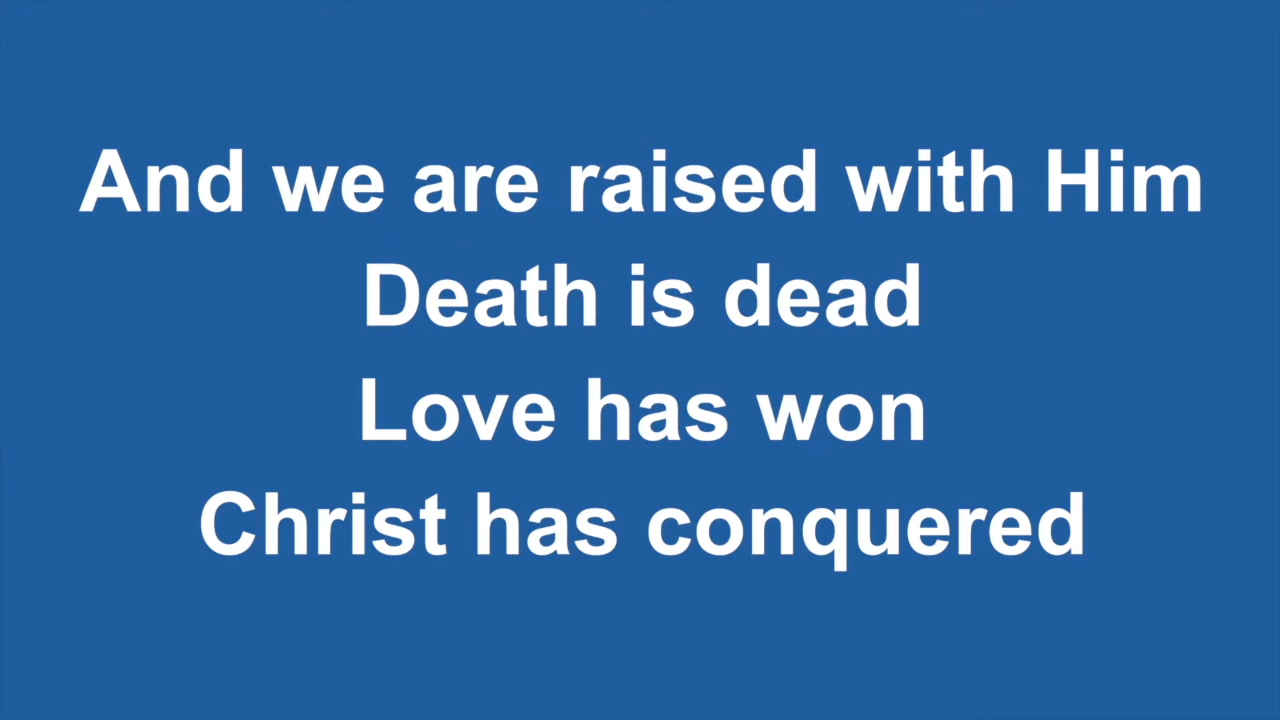 And we are raised with Him
Death is dead
Love has won
Christ has conquered